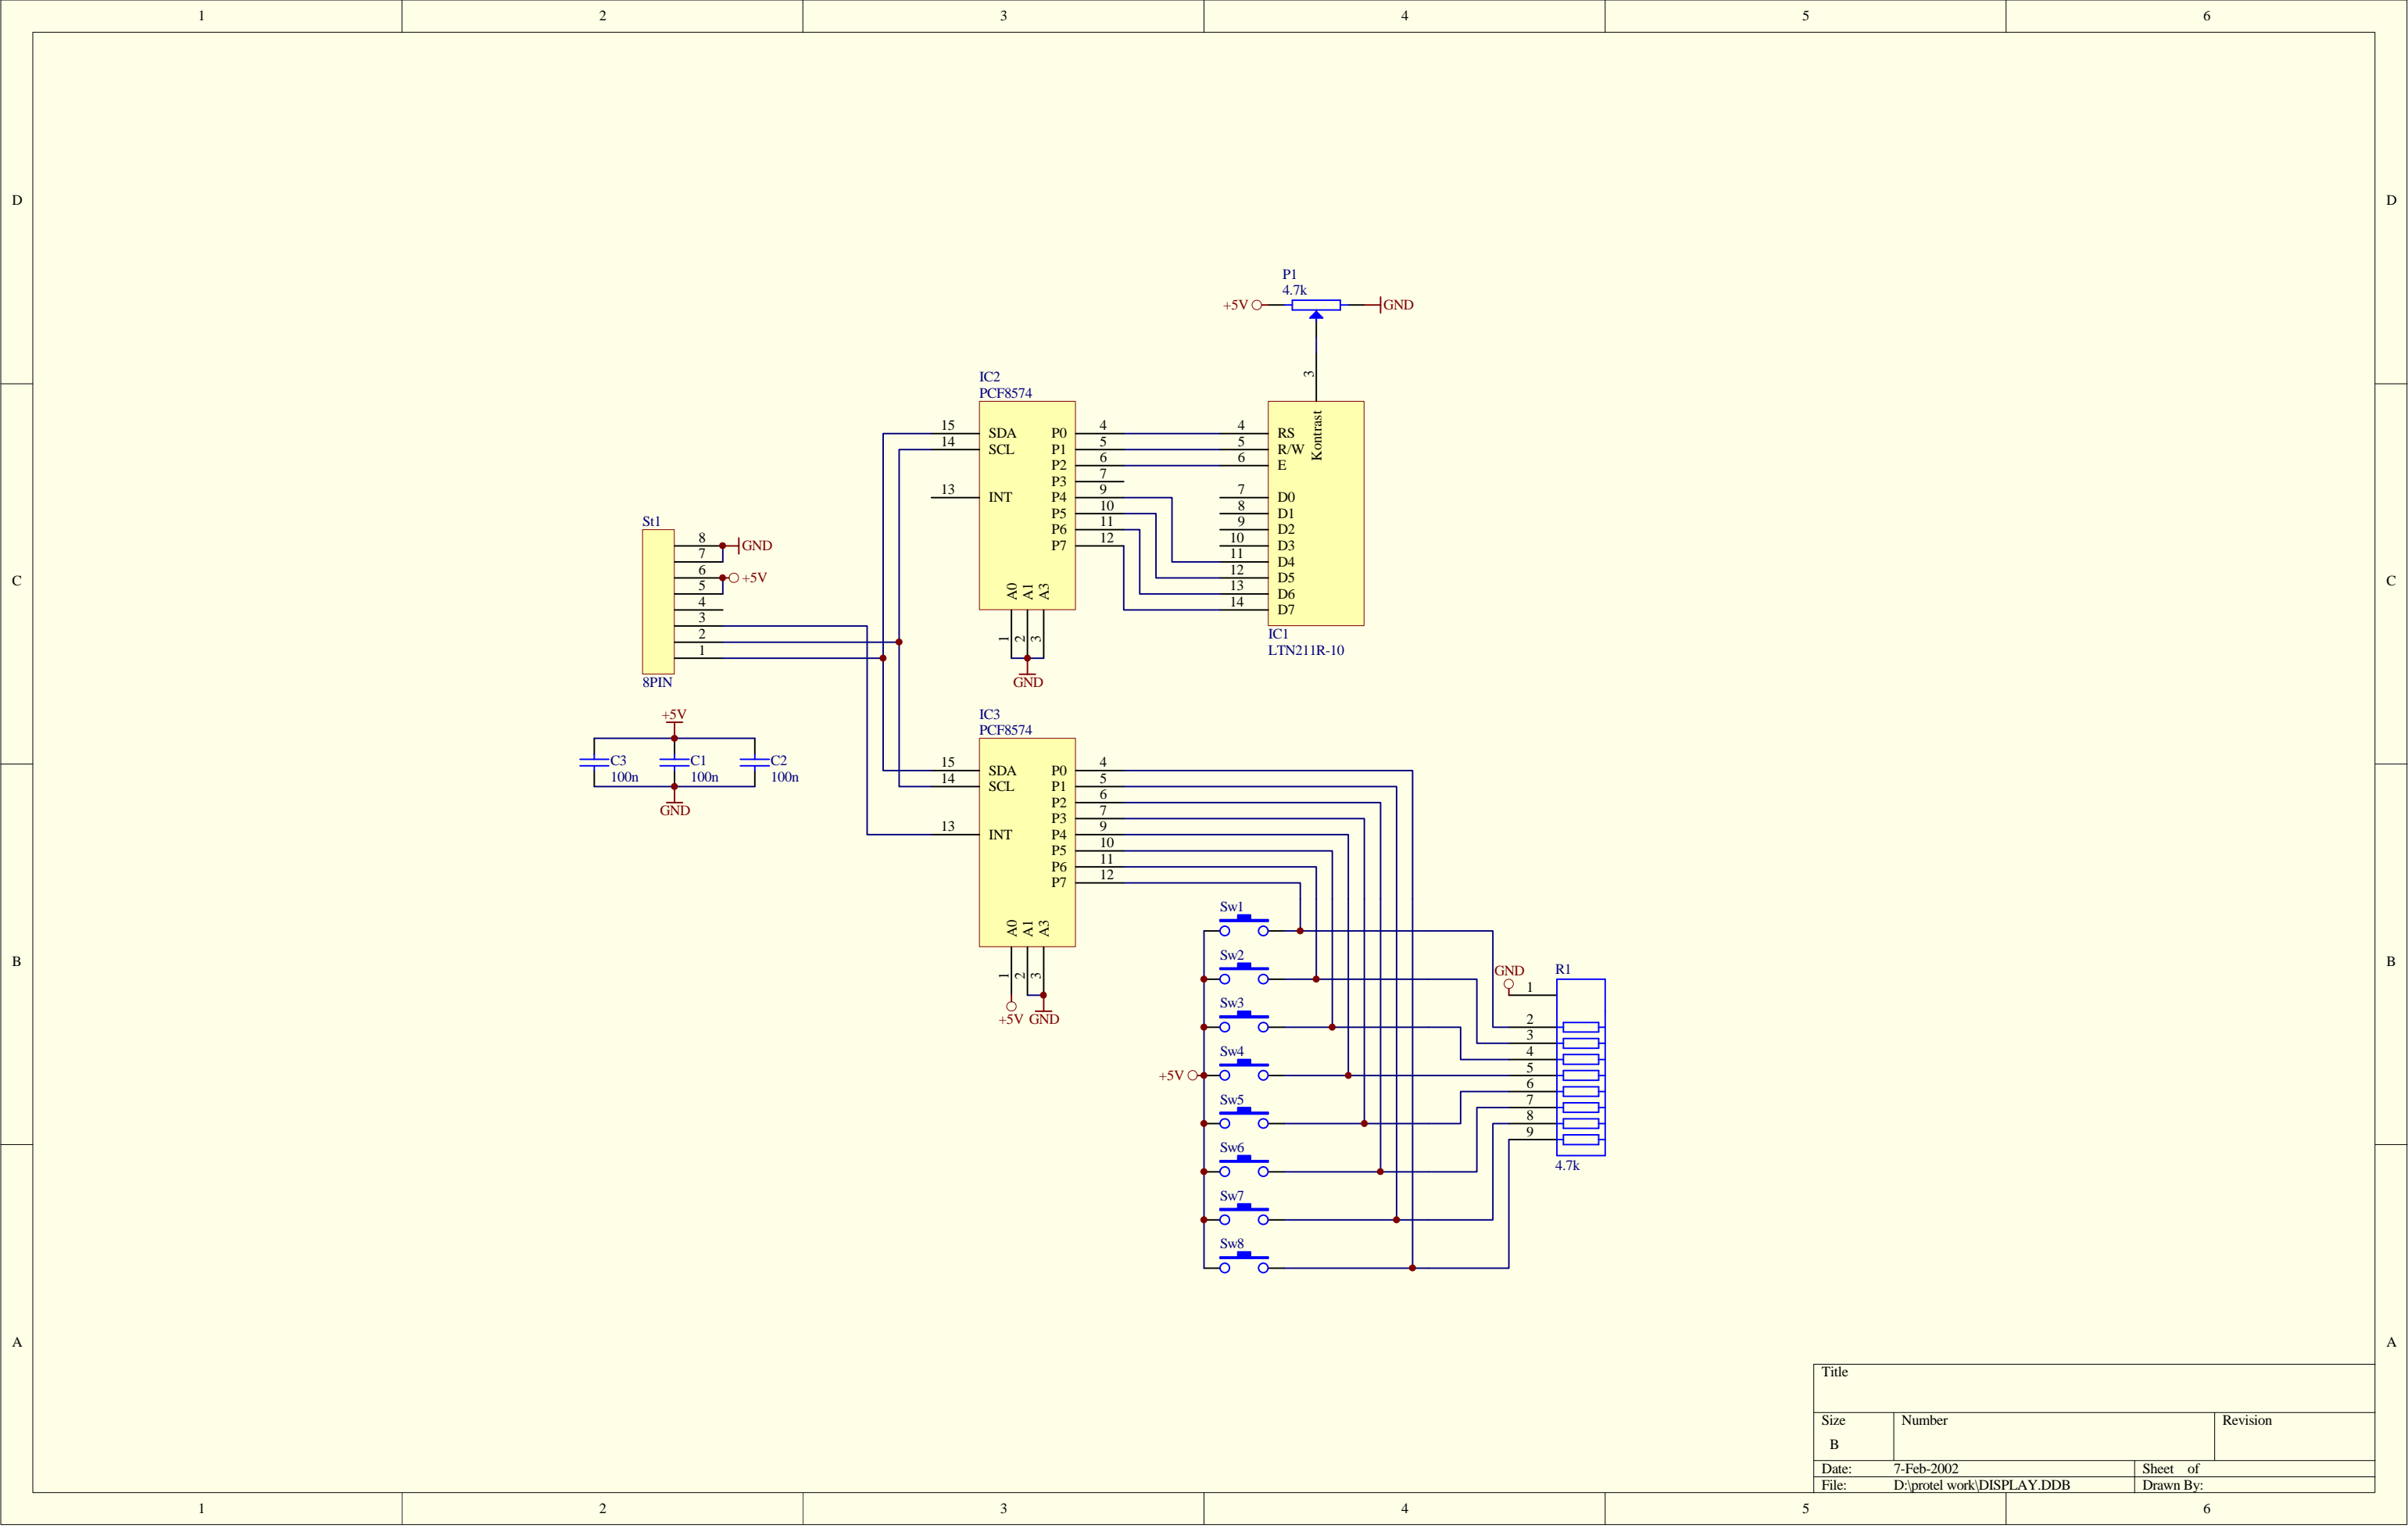 1 2 3 4 5 6
D D
C C
B B
A A
P1
4.7k
+5V GND
3
Kontrast
IC2
PCF8574
15 SDA P0 4
14 SCL P1 5
P2 6
P3 7
13 INT P4 9
P5 10
P6 11
P7 12
A0 A1 A3
1 2 3
GND
4 RS
5 R/W
6 E
7 D0
8 D1
9 D2
10 D3
11 D4
12 D5
13 D6
14 D7
IC1
LTN211R-10
St1
8 GND
7
6 +5V
5
4
3
2
1
8PIN
+5V
C3 C1 C2
100n 100n 100n
GND
IC3
PCF8574
15 SDA P0 4
14 SCL P1 5
P2 6
P3 7
13 INT P4 9
P5 10
P6 11
P7 12
A0 A1 A3
1 2 3
+5V GND
Sw1
Sw2
Sw3
Sw4
+5V
Sw5
Sw6
Sw7
Sw8
GND R1
1
2
3
4
5
6
7
8
9
4.7k
Title
Size Number Revision
B
Date: 7-Feb-2002 Sheet of
File: D:\protel work\DISPLAY.DDB Drawn By:
1 2 3 4 5 6